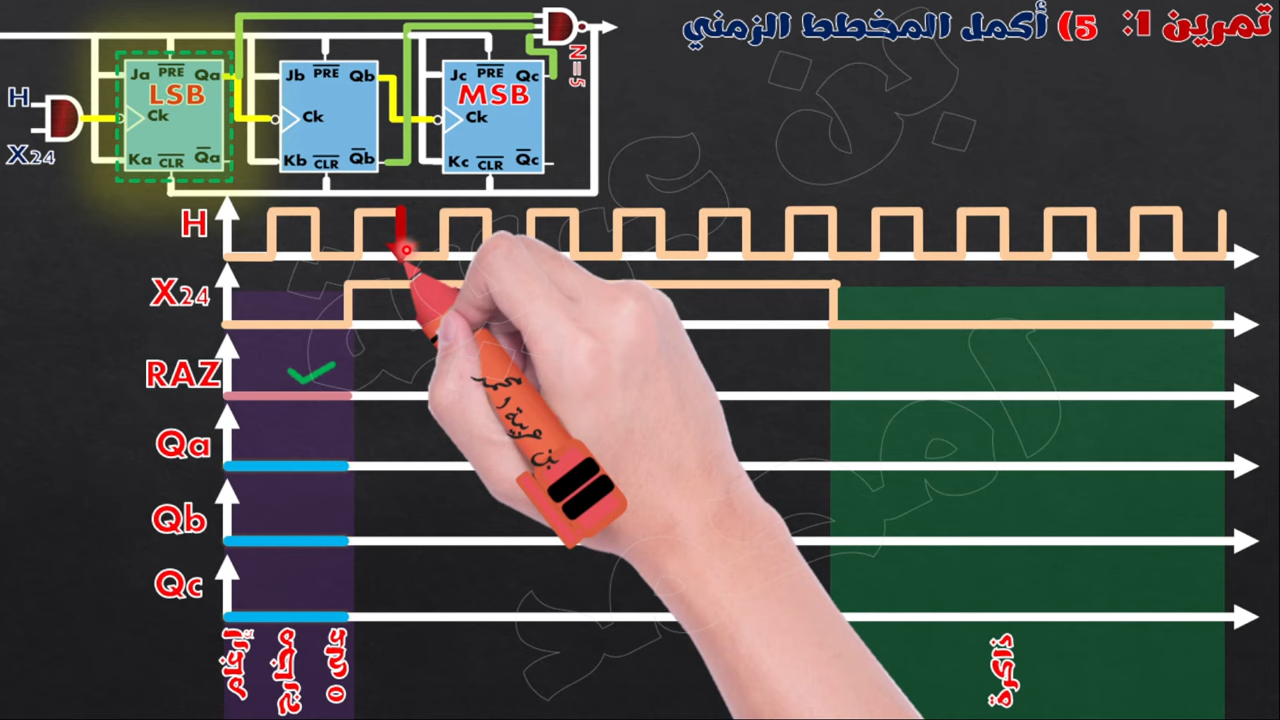 تمرين 1: 5) أكمل المخطط الزمني
H
X24
Ja PRE Qa
LSB
Ck
Ka CLR Qa
Jb PRE Qb
Ck
Kb CLR Qb
Jc PRE Qc
MSB
Ck
Kc CLR Qc
N=5
H
X24
RAZ
Qa
Qb
Qc
إرغام
مخارج
على 0
ذاكرة